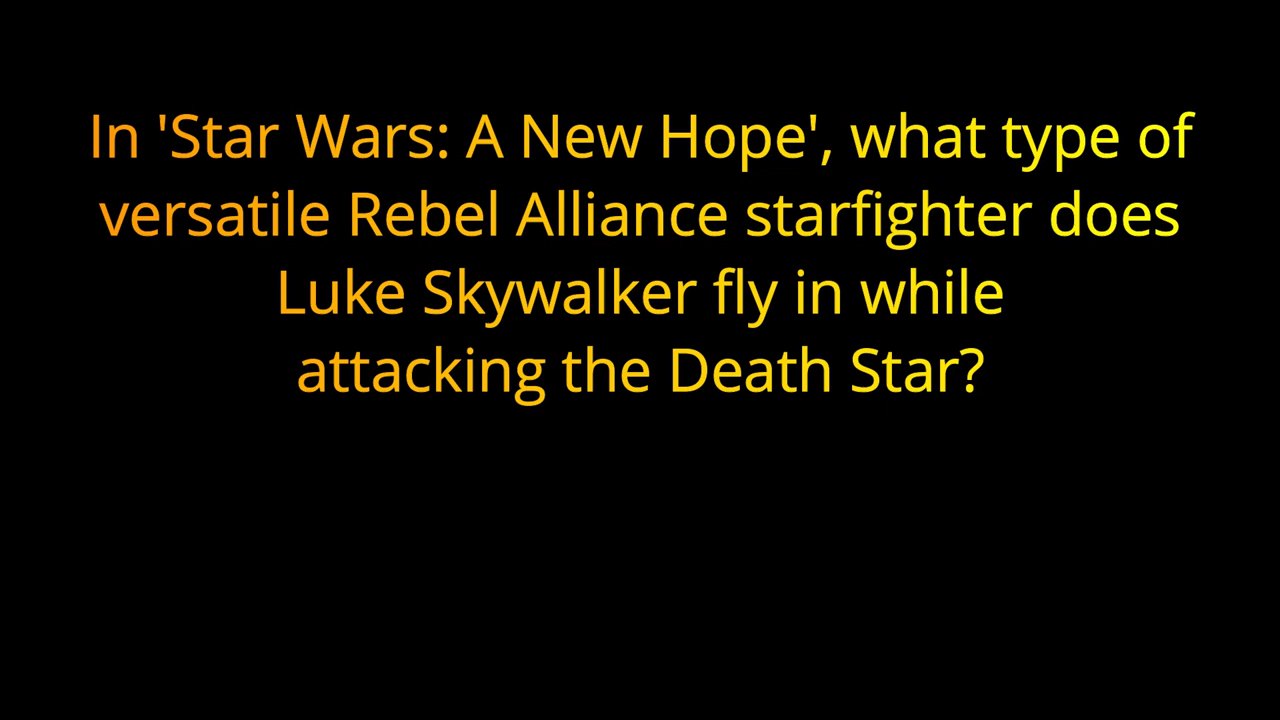 In 'Star Wars: A New Hope', what type of
versatile Rebel Alliance starfighter does
Luke Skywalker fly in while
attacking the Death Star?